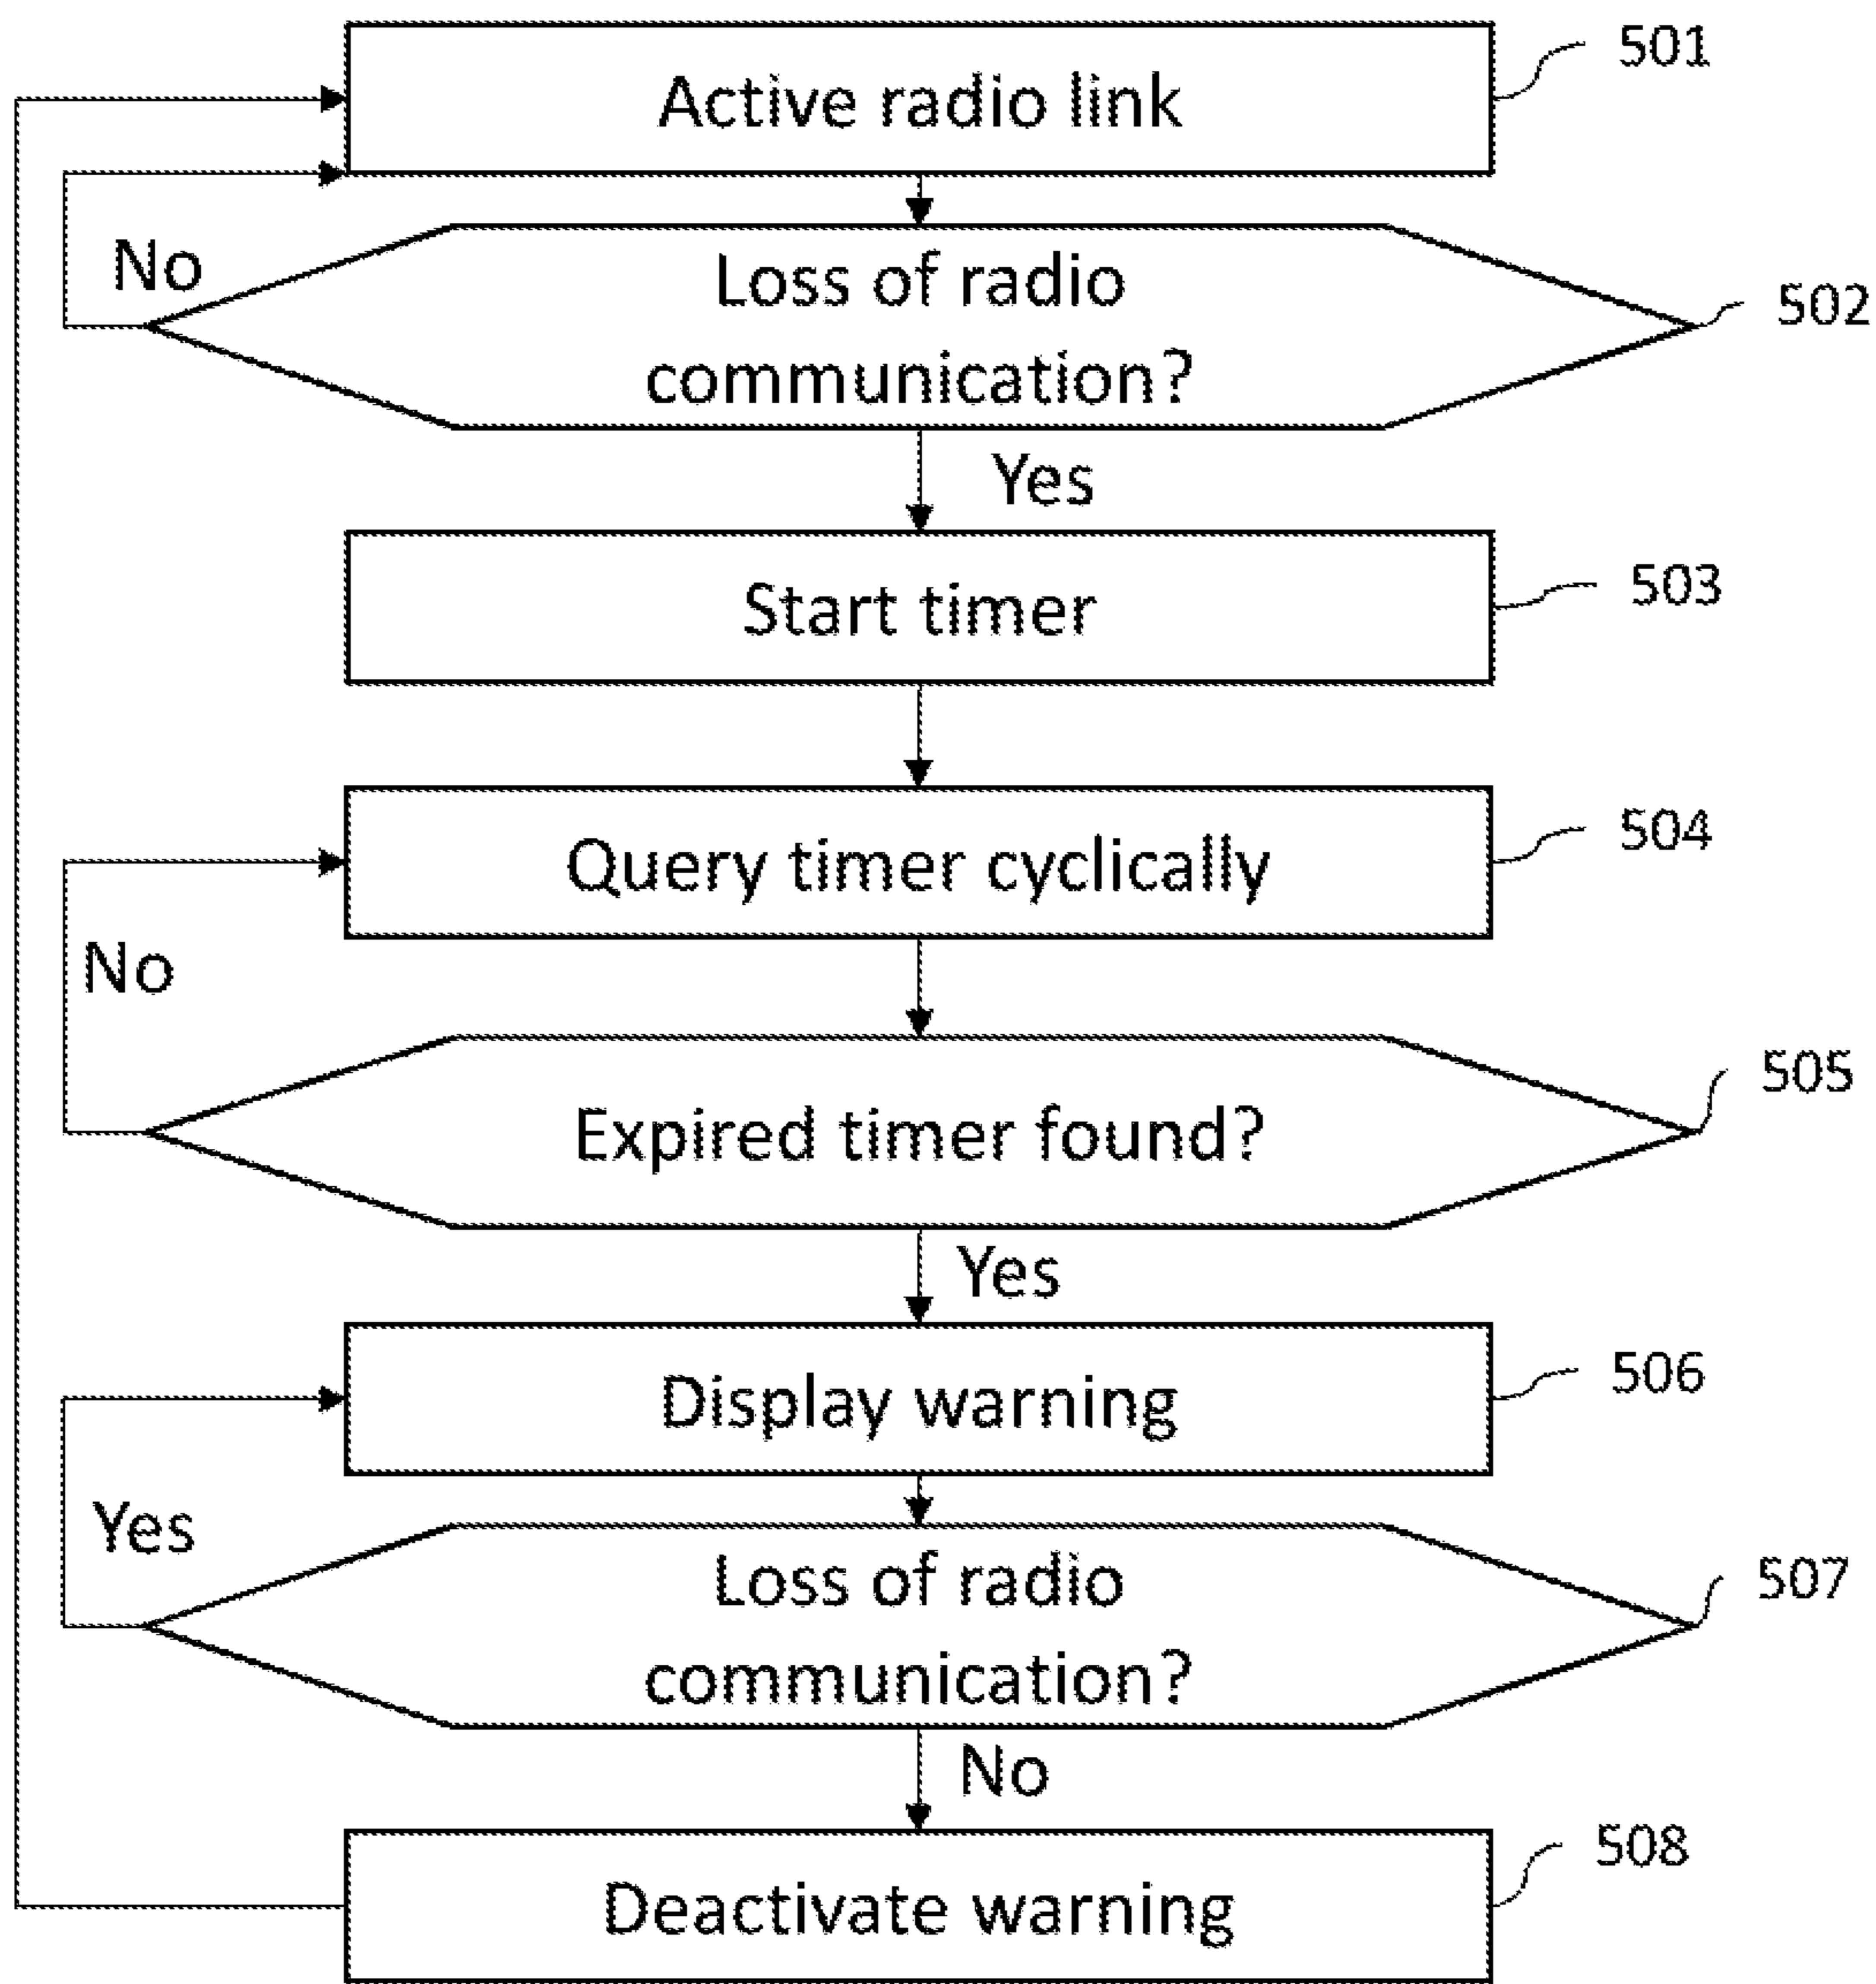 Active radio link
501
No
Loss of radio
communication?
502
Yes
Start timer
503
Query timer cyclically
504
No
Expired timer found?
505
Yes
Display warning
506
Yes
Loss of radio
communication?
507
No
Deactivate warning
508